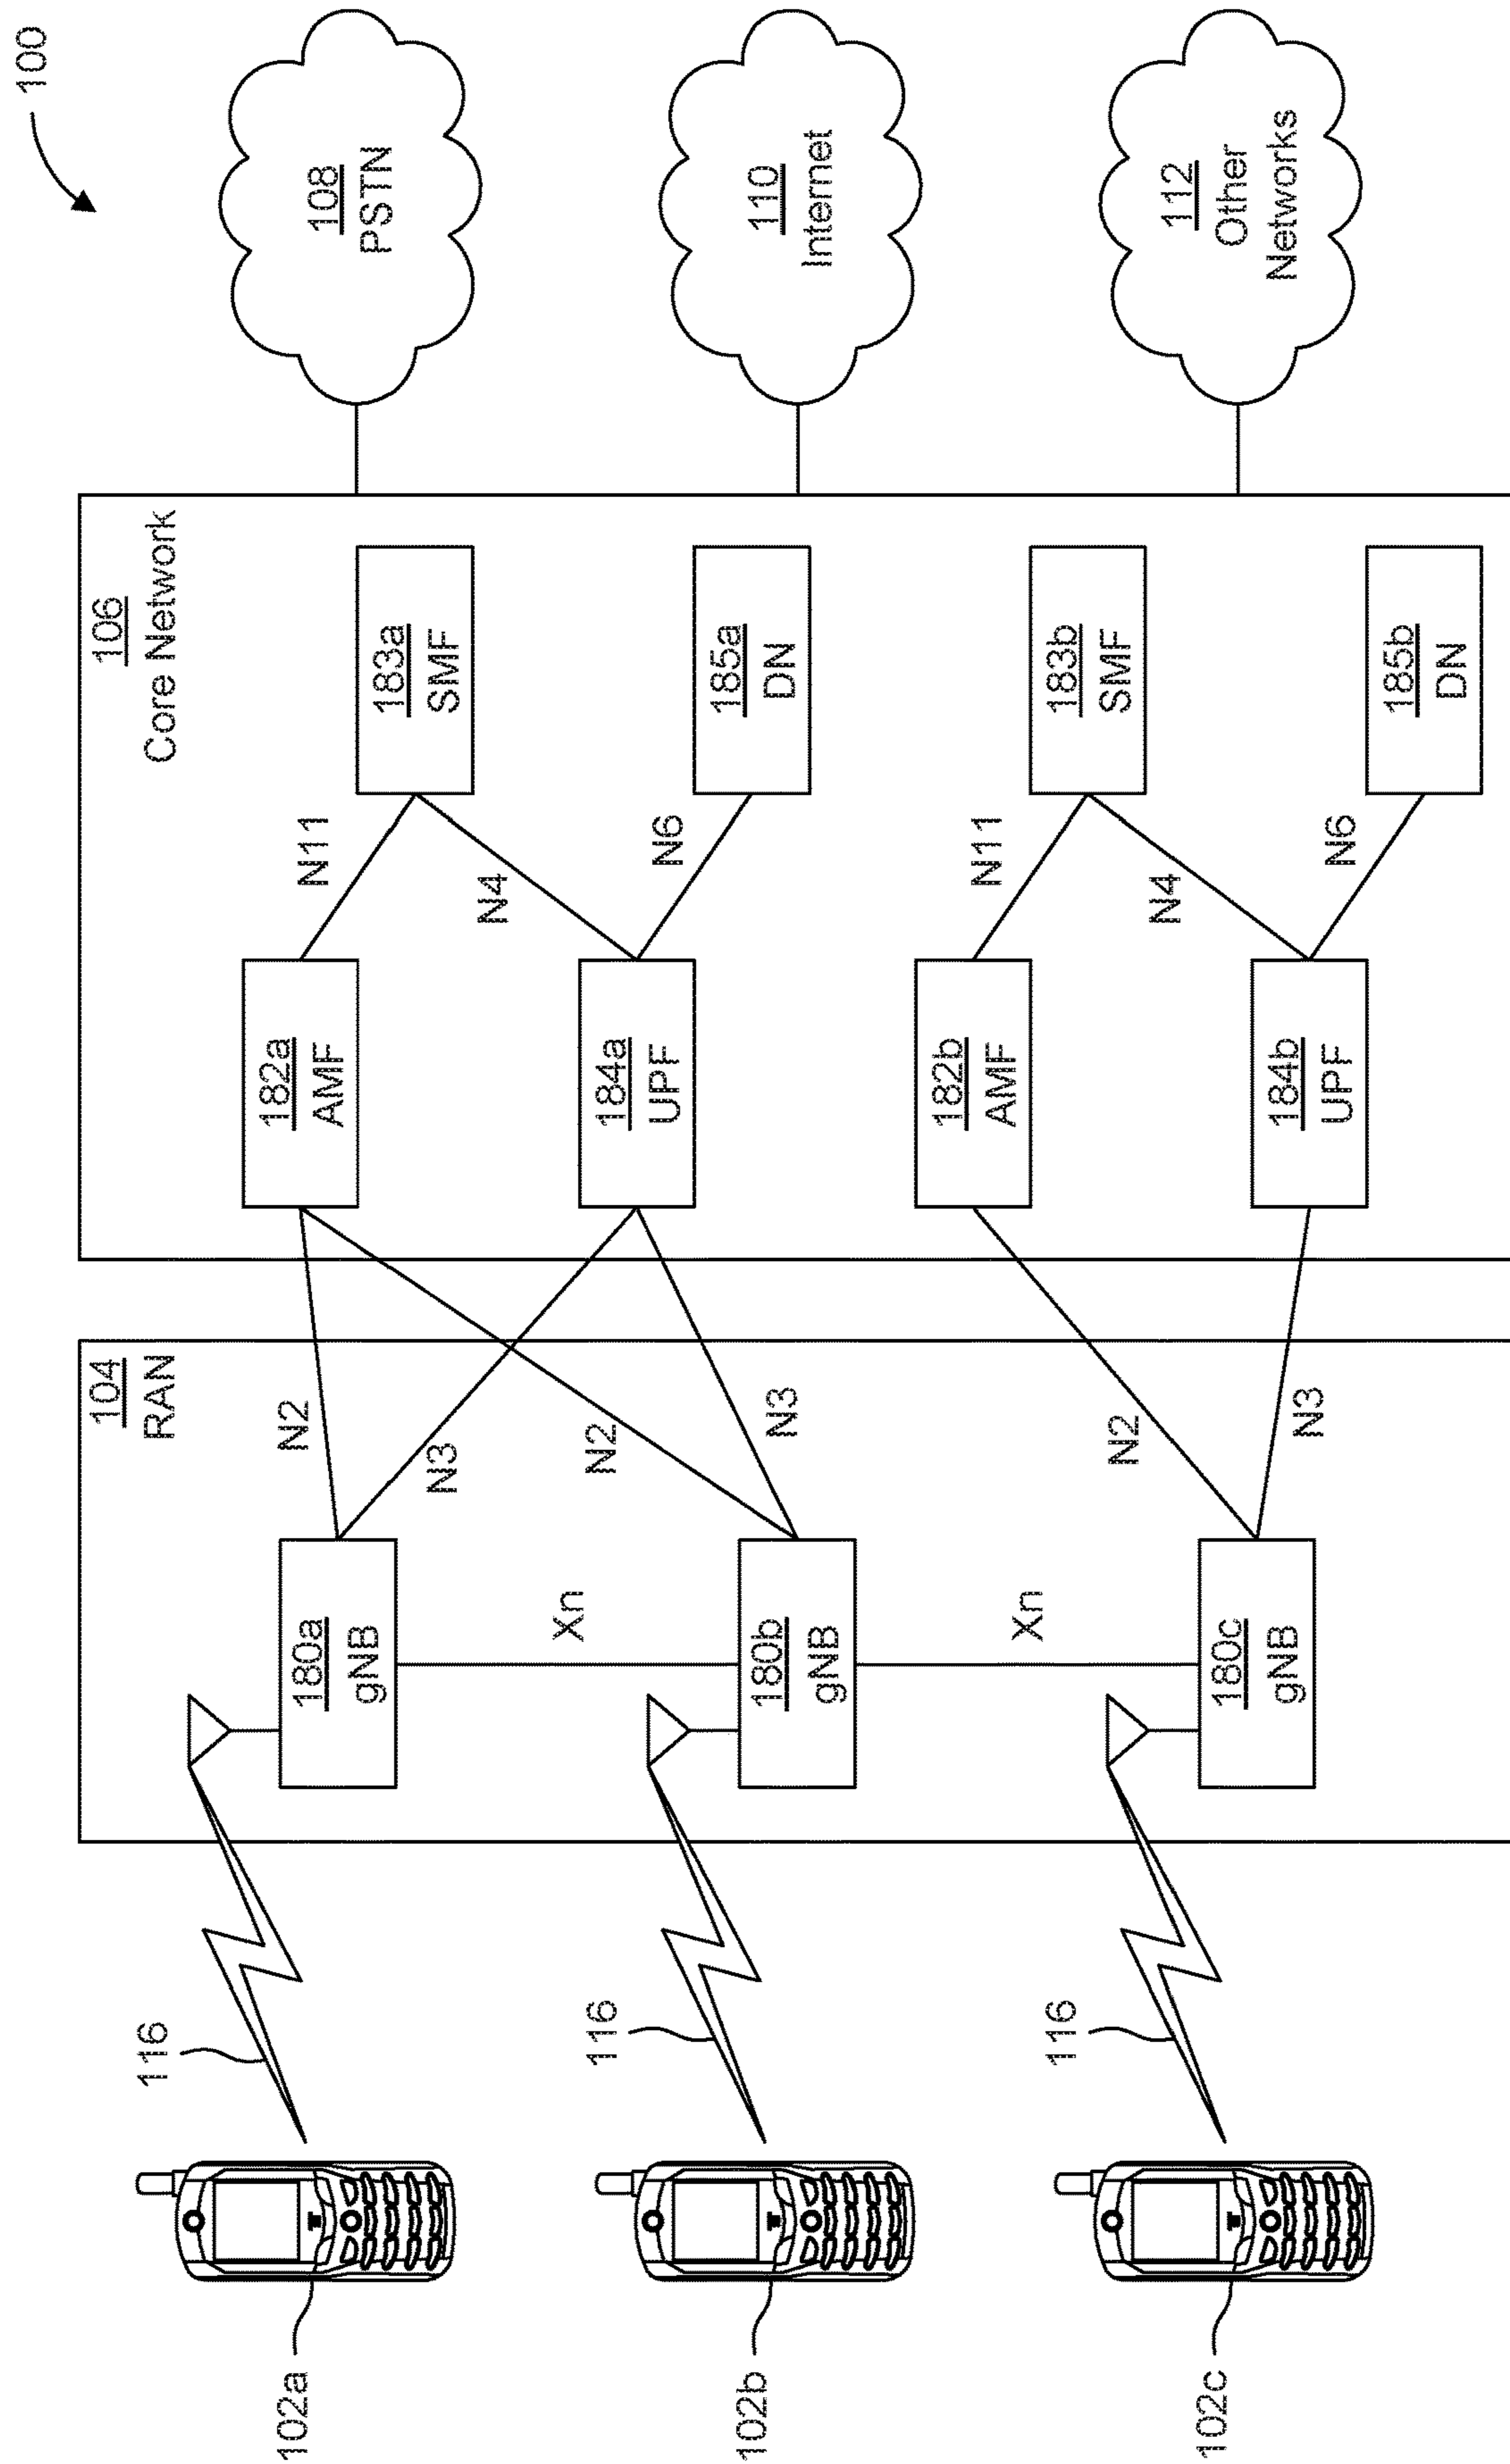 100
102a
102b
102c
116
116
116
104
RAN
180a
gNB
180b
gNB
180c
gNB
Xn
Xn
N2
N3
N2
N3
N2
N3
106
Core Network
182a
AMF
184a
UPF
182b
AMF
184b
UPF
N11
N4
N6
N11
N4
N6
183a
SMF
185a
DN
183b
SMF
185b
DN
108
PSTN
110
Internet
112
Other
Networks